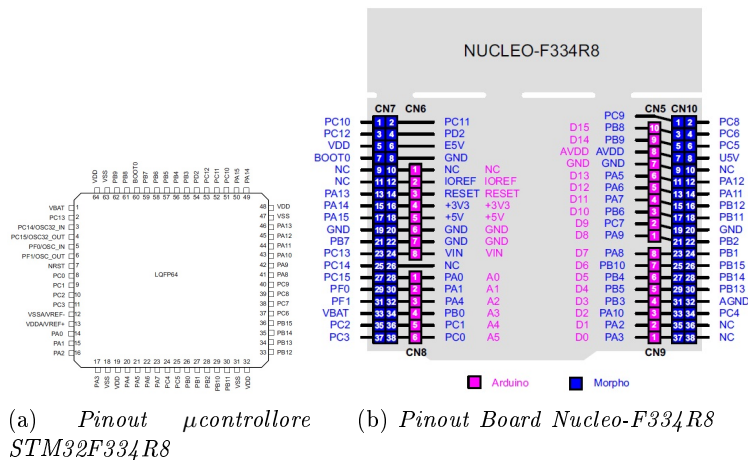 VDD VSS PB9 PB8 BOOT0 PB7 PB6 PB5 PB4 PB3 PD2 PC12 PC11 PC10 PA15 PA14
64 63 62 61 60 59 58 57 56 55 54 53 52 51 50 49
VBAT 1 48 VDD
PC13 2 47 VSS
PC14/OSC32_IN 3 46 PA13
PC15/OSC32_OUT 4 45 PA12
PF0/OSC_IN 5 44 PA11
PF1/OSC_OUT 6 43 PA10
NRST 7 42 PA9
PC0 8 LQFP64 41 PA8
PC1 9 40 PC9
PC2 10 39 PC8
PC3 11 38 PC7
VSSA/VREF- 12 37 PC6
VDDA/VREF+ 13 36 PB15
PA0 14 35 PB14
PA1 15 34 PB13
PA2 16 33 PB12
17 18 19 20 21 22 23 24 25 26 27 28 29 30 31 32
PA3 VSS VDD PA4 PA5 PA6 PA7 PC4 PC5 PB0 PB1 PB2 PB10 PB11 VSS VDD
(a) Pinout μcontrollore
STM32F334R8
NUCLEO-F334R8
CN7 CN6 PC9 CN5 CN10
PC10 1 2 PC11 D15 PB8 10 1 2 PC8
PC12 3 4 PD2 D14 PB9 9 3 4 PC6
VDD 5 6 E5V AVDD AVDD 8 5 6 PC5
BOOT0 7 8 GND GND GND 7 7 8 U5V
NC 9 10 1 NC NC D13 PA5 6 9 10 NC
NC 11 12 2 IOREF IOREF D12 PA6 5 11 12 PA12
PA13 13 14 3 RESET RESET D11 PA7 4 13 14 PA11
PA14 15 16 4 +3V3 +3V3 D10 PB6 3 15 16 PB12
PA15 17 18 5 +5V +5V D9 PC7 2 17 18 PB11
GND 19 20 6 GND GND D8 PA9 1 19 20 GND
PB7 21 22 7 GND GND 21 22 PB2
PC13 23 24 8 VIN VIN D7 PA8 8 23 24 PB1
PC14 25 26 NC D6 PB10 7 25 26 PB15
PC15 27 28 1 PA0 A0 D5 PB4 6 27 28 PB14
PF0 29 30 2 PA1 A1 D4 PB5 5 29 30 PB13
PF1 31 32 3 PA4 A2 D3 PB3 4 31 32 AGND
VBAT 33 34 4 PB0 A3 D2 PA10 3 33 34 PC4
PC2 35 36 5 PC1 A4 D1 PA2 2 35 36 NC
PC3 37 38 6 PC0 A5 D0 PA3 1 37 38 NC
CN8 CN9
Arduino Morpho
(b) Pinout Board Nucleo-F334R8